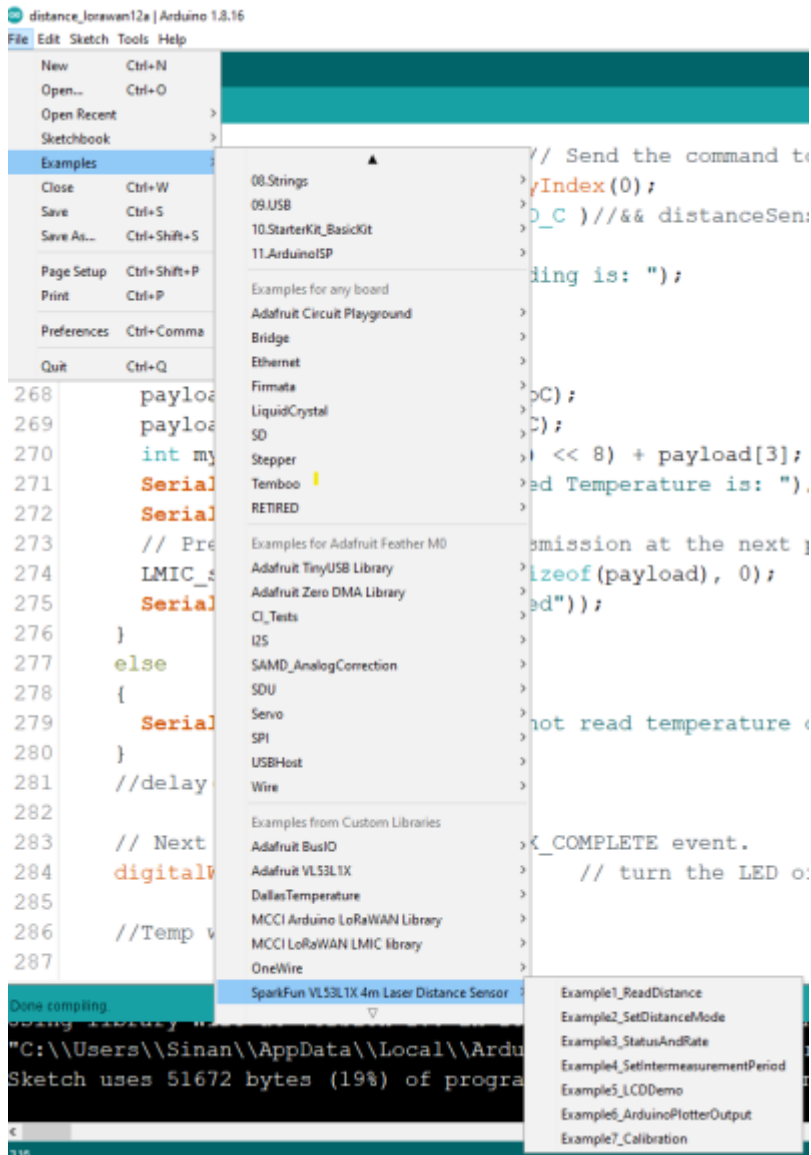 distance_lorawan12a | Arduino 1.8.16
File Edit Sketch Tools Help
New Ctrl+N
Open... Ctrl+O
Open Recent
Sketchbook
Examples
Close Ctrl+W
Save Ctrl+S
Save As... Ctrl+Shift+S
Page Setup Ctrl+Shift+P
Print Ctrl+P
Preferences Ctrl+Comma
Quit Ctrl+Q
08.Strings
09.USB
10.StarterKit_BasicKit
11.ArduinoISP
Examples for any board
Adafruit Circuit Playground
Bridge
Ethernet
Firmata
LiquidCrystal
SD
Stepper
Temboo
RETIRED
Examples for Adafruit Feather M0
Adafruit TinyUSB Library
Adafruit Zero DMA Library
CI_Tests
I2S
SAMD_AnalogCorrection
SDU
Servo
SPI
USBHost
Wire
Examples from Custom Libraries
Adafruit BusIO
Adafruit VL53L1X
DallasTemperature
MCCI Arduino LoRaWAN Library
MCCI LoRaWAN LMIC library
OneWire
SparkFun VL53L1X 4m Laser Distance Sensor
Example1_ReadDistance
Example2_SetDistanceMode
Example3_StatusAndRate
Example4_SetIntermeasurementPeriod
Example5_LCDDemo
Example6_ArduinoPlotterOutput
Example7_Calibration
// Send the command to
yIndex(0);
D_C )//&& distanceSens
ding is: ");
268 payloa oC);
269 payloa C);
270 int my ) << 8) + payload[3];
271 Serial ed Temperature is: ")
272 Serial
273 // Pre smission at the next p
274 LMIC_s izeof(payload), 0);
275 Serial ed"));
276 }
277 else
278 {
279 Serial not read temperature
280 }
281 //delay
282
283 // Next X_COMPLETE event.
284 digitalW // turn the LED o
285
286 //Temp w
287
Done compiling.
"C:\\Users\\Sinan\\AppData\\Local\\Ardu
Sketch uses 51672 bytes (19%) of progra